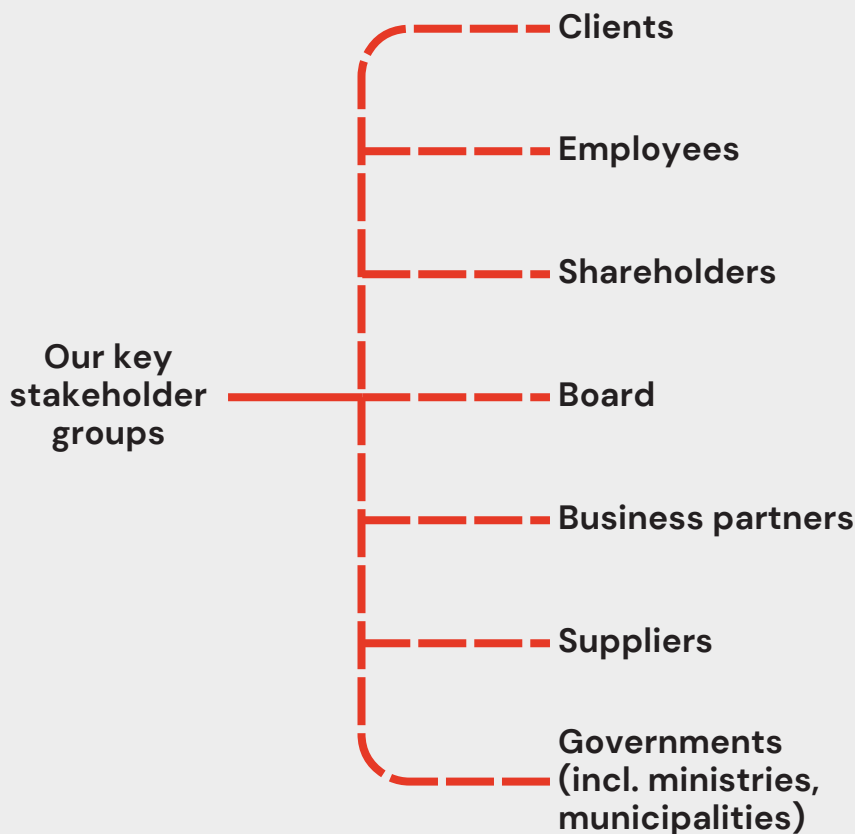 Clients
Employees
Shareholders
Our key
stakeholder
groups
Board
Business partners
Suppliers
Governments
(incl. ministries,
municipalities)